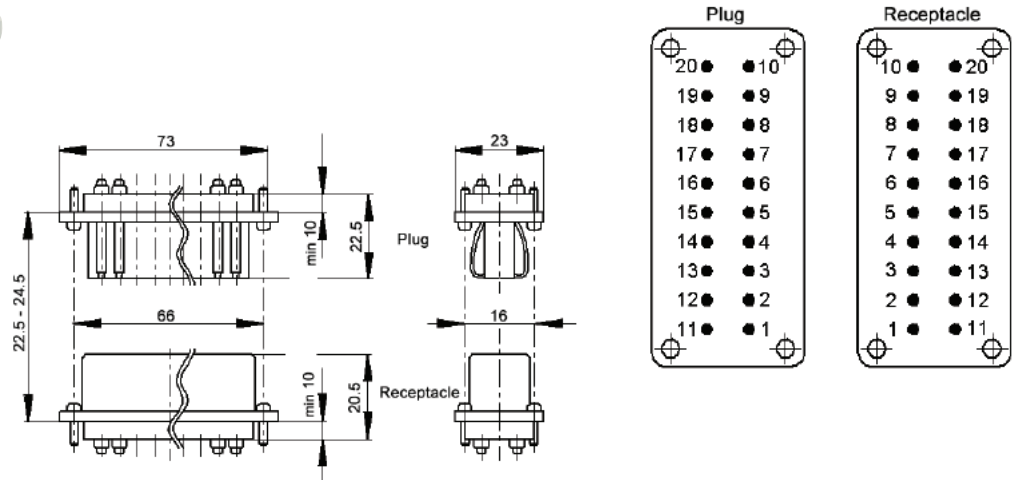 Plug Receptacle
20 10 10 20
19 9 9 19
18 8 8 18
17 7 7 17
16 6 6 16
15 5 5 15
14 4 4 14
13 3 3 13
12 2 2 12
11 1 1 11
73 23
min 10 22.5 Plug
22.5 - 24.5
66 16
min 10 20.5 Receptacle